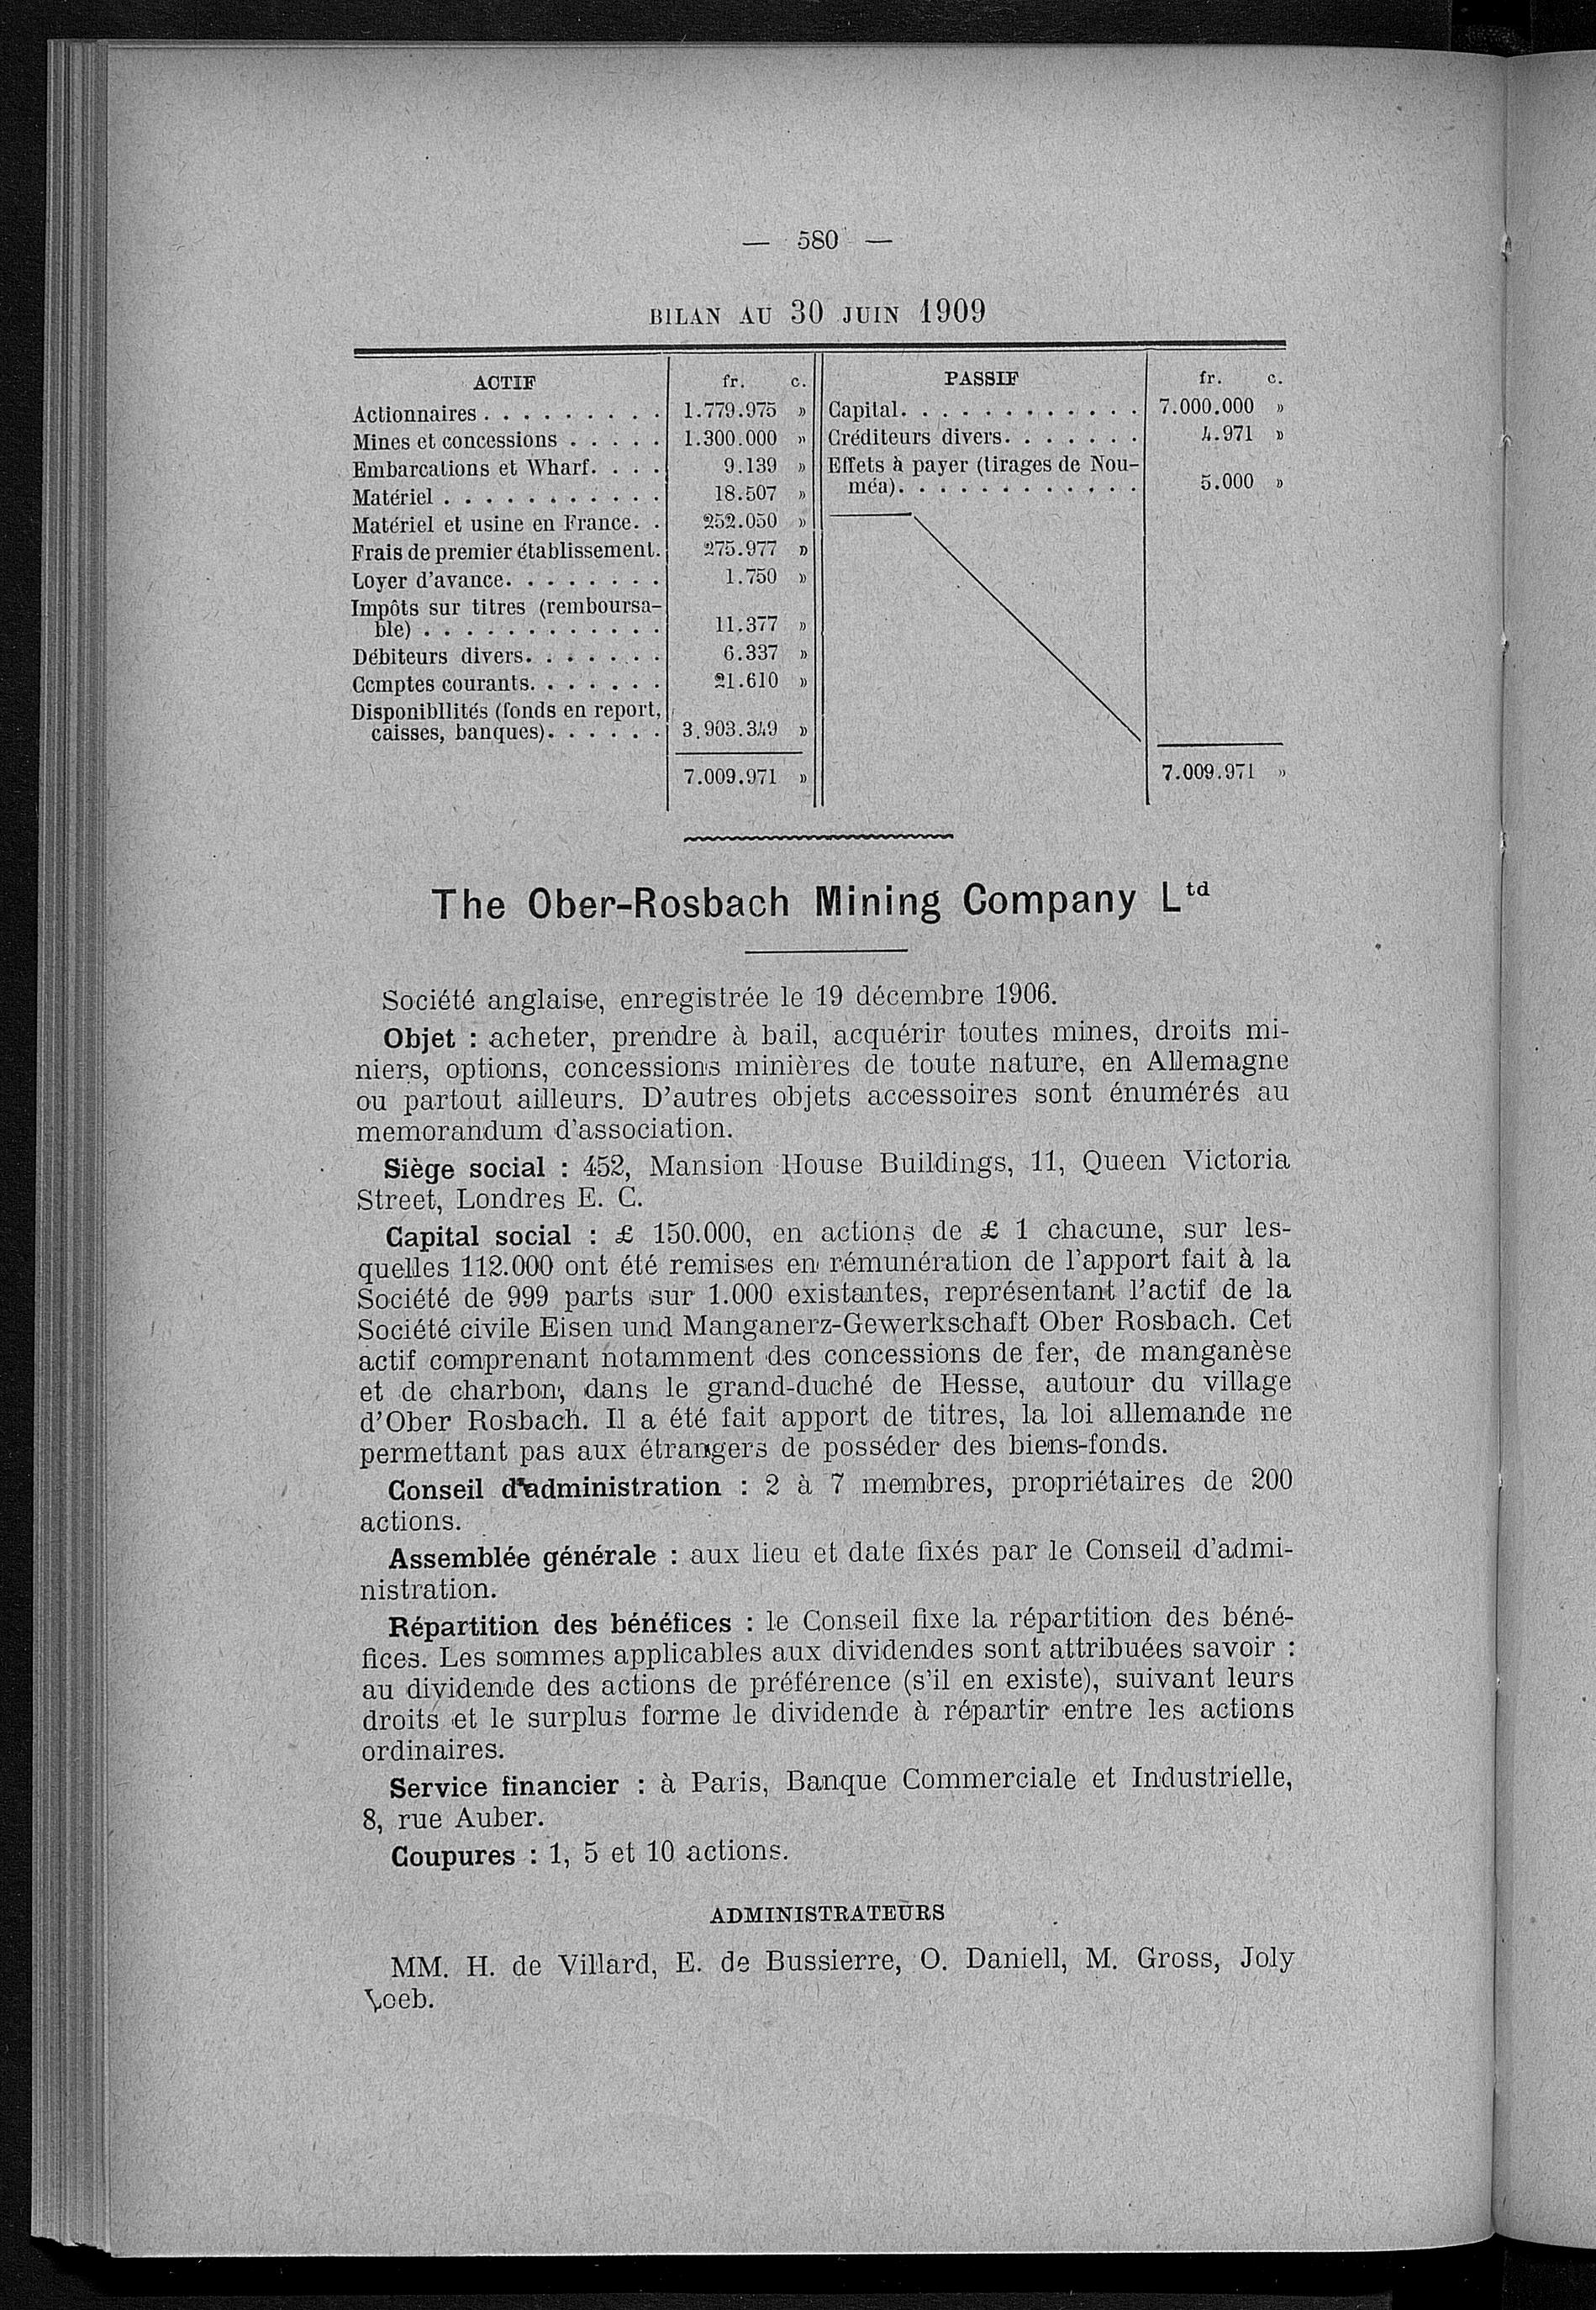 — 580 —
BILAN AU 30 JUIN 1909
ACTIF fr. c. PASSIF fr. c.
Actionnaires . . . . . . . . . 1.779.975 » Capital. . . . . . . . . . . . 7.000.000 »
Mines et concessions . . . . . 1.300.000 » Créditeurs divers. . . . . . . 4.971 »
Embarcations et Wharf. . . . 9.139 » Effets à payer (tirages de Nou-
Matériel . . . . . . . . . . . 18.507 » méa). . . . . . . . . . . . 5.000 »
Matériel et usine en France. . 252.050 »
Frais de premier établissement. 275.977 »
Loyer d'avance. . . . . . . . 1.750 »
Impôts sur titres (remboursa-
ble) . . . . . . . . . . . . 11.377 »
Débiteurs divers. . . . . . . 6.337 »
Comptes courants. . . . . . . 21.610 »
Disponibilités (fonds en report,
caisses, banques). . . . . . 3.903.349 »
7.009.971 » 7.009.971 »
The Ober-Rosbach Mining Company Ltd
Société anglaise, enregistrée le 19 décembre 1906.
Objet : acheter, prendre à bail, acquérir toutes mines, droits mi-
niers, options, concessions minières de toute nature, en Allemagne
ou partout ailleurs. D'autres objets accessoires sont énumérés au
memorandum d'association.
Siège social : 452, Mansion House Buildings, 11, Queen Victoria
Street, Londres E. C.
Capital social : £ 150.000, en actions de £ 1 chacune, sur les-
quelles 112.000 ont été remises en rémunération de l'apport fait à la
Société de 999 parts sur 1.000 existantes, représentant l'actif de la
Société civile Eisen und Manganerz-Gewerkschaft Ober Rosbach. Cet
actif comprenant notamment des concessions de fer, de manganèse
et de charbon, dans le grand-duché de Hesse, autour du village
d'Ober Rosbach. Il a été fait apport de titres, la loi allemande ne
permettant pas aux étrangers de posséder des biens-fonds.
Conseil d'administration : 2 à 7 membres, propriétaires de 200
actions.
Assemblée générale : aux lieu et date fixés par le Conseil d'admi-
nistration.
Répartition des bénéfices : le Conseil fixe la répartition des béné-
fices. Les sommes applicables aux dividendes sont attribuées savoir :
au dividende des actions de préférence (s'il en existe), suivant leurs
droits et le surplus forme le dividende à répartir entre les actions
ordinaires.
Service financier : à Paris, Banque Commerciale et Industrielle,
8, rue Auber.
Coupures : 1, 5 et 10 actions.
ADMINISTRATEURS
MM. H. de Villard, E. de Bussierre, O. Daniell, M. Gross, Joly
Loeb.